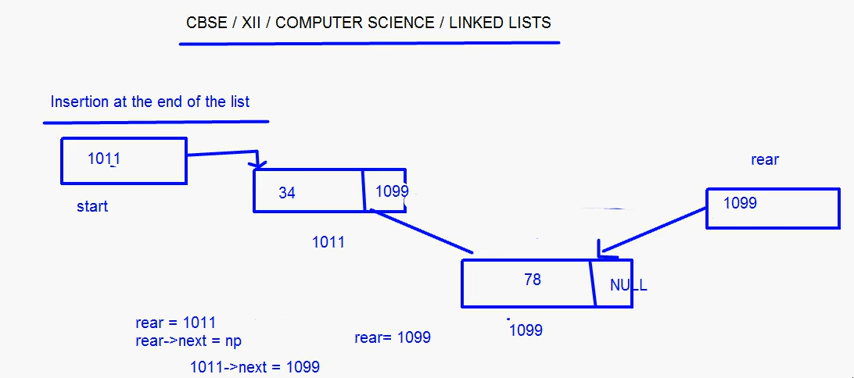 CBSE / XII / COMPUTER SCIENCE / LINKED LISTS
Insertion at the end of the list
1011
start
34
1099
1011
rear
1099
78
NULL
1099
rear = 1011
rear->next = np
1011->next = 1099
rear= 1099